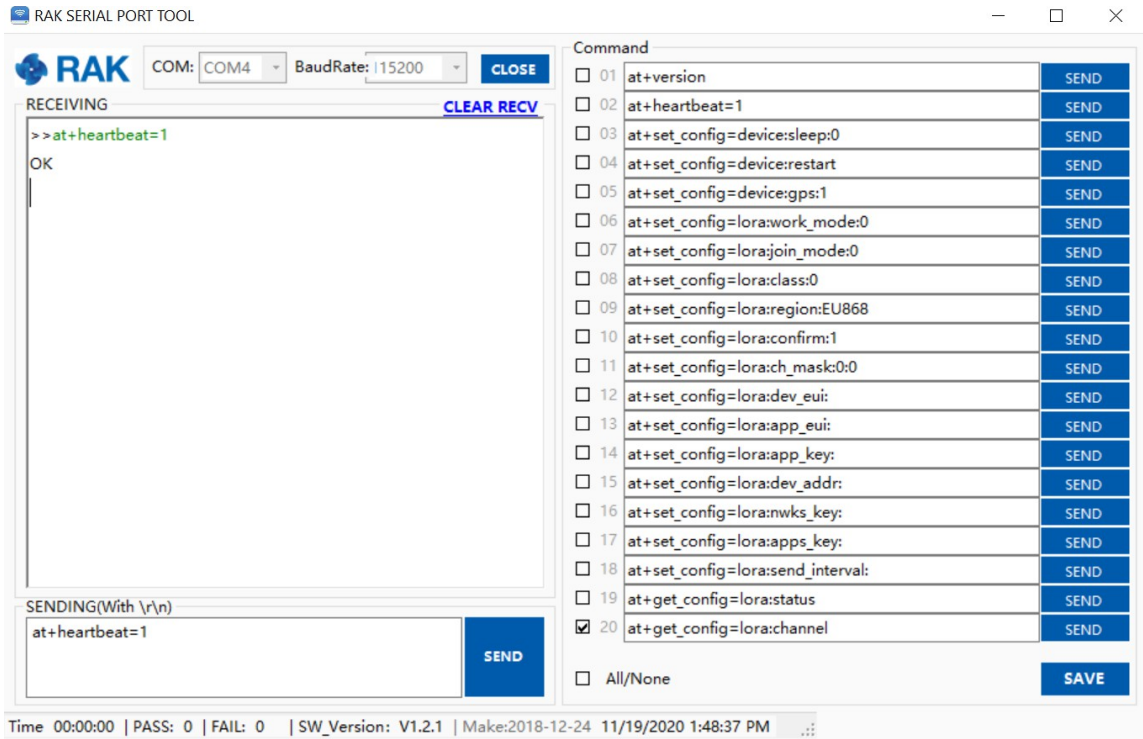 RAK SERIAL PORT TOOL
RAK
COM: COM4 BaudRate: 115200 CLOSE
RECEIVING CLEAR RECV
>>at+heartbeat=1
OK
SENDING(With \r\n)
at+heartbeat=1
SEND
Command
01 at+version SEND
02 at+heartbeat=1 SEND
03 at+set_config=device:sleep:0 SEND
04 at+set_config=device:restart SEND
05 at+set_config=device:gps:1 SEND
06 at+set_config=lora:work_mode:0 SEND
07 at+set_config=lora:join_mode:0 SEND
08 at+set_config=lora:class:0 SEND
09 at+set_config=lora:region:EU868 SEND
10 at+set_config=lora:confirm:1 SEND
11 at+set_config=lora:ch_mask:0:0 SEND
12 at+set_config=lora:dev_eui: SEND
13 at+set_config=lora:app_eui: SEND
14 at+set_config=lora:app_key: SEND
15 at+set_config=lora:dev_addr: SEND
16 at+set_config=lora:nwks_key: SEND
17 at+set_config=lora:apps_key: SEND
18 at+set_config=lora:send_interval: SEND
19 at+get_config=lora:status SEND
20 at+get_config=lora:channel SEND
All/None SAVE
Time 00:00:00 | PASS: 0 | FAIL: 0 | SW_Version: V1.2.1 | Make:2018-12-24 11/19/2020 1:48:37 PM